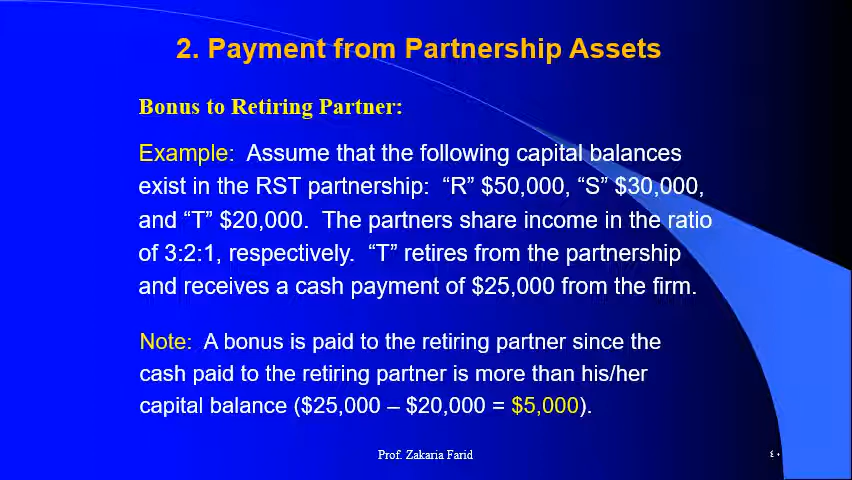 2. Payment from Partnership Assets
Bonus to Retiring Partner:
Example: Assume that the following capital balances
exist in the RST partnership: “R” $50,000, “S” $30,000,
and “T” $20,000. The partners share income in the ratio
of 3:2:1, respectively. “T” retires from the partnership
and receives a cash payment of $25,000 from the firm.
Note: A bonus is paid to the retiring partner since the
cash paid to the retiring partner is more than his/her
capital balance ($25,000 – $20,000 = $5,000).
Prof. Zakaria Farid
٤٠